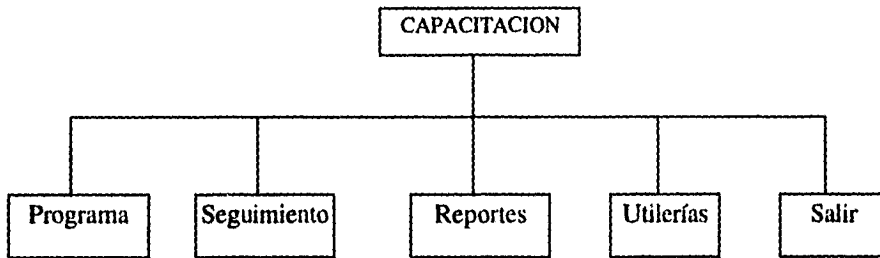 CAPACITACION
Programa
Seguimiento
Reportes
Utilerías
Salir